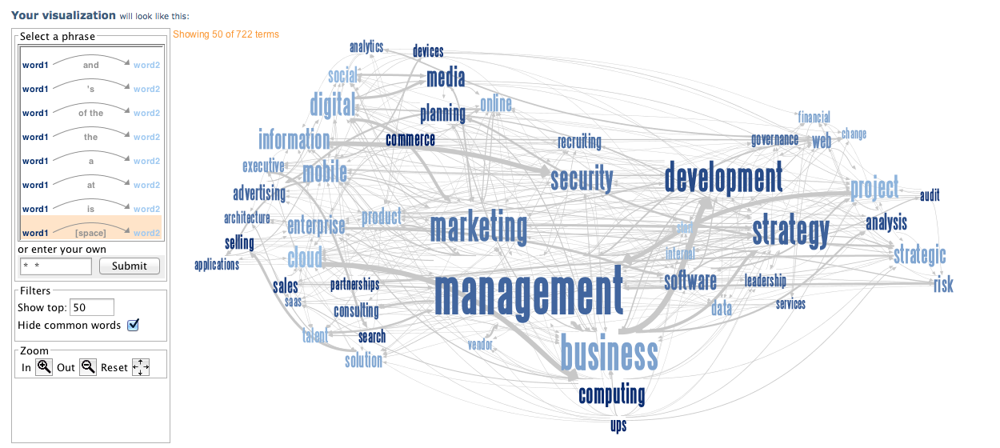 Your visualization will look like this:
Select a phrase
Showing 50 of 722 terms
word1 and word2
word1 's word2
word1 of the word2
word1 the word2
word1 a word2
word1 at word2
word1 is word2
word1 [space] word2
or enter your own
* *
Submit
Filters
Show top: 50
Hide common words
Zoom
In Out Reset
analytics
devices
social
media
digital
online
planning
financial
information
commerce
recruiting
governance
web
change
executive
mobile
security
development
advertising
project
audit
architecture
enterprise
product
marketing
strategy
analysis
selling
internal
applications
cloud
strategic
sales
partnerships
management
software
leadership
risk
saas
consulting
data
services
talent
search
vendor
business
solution
computing
ups